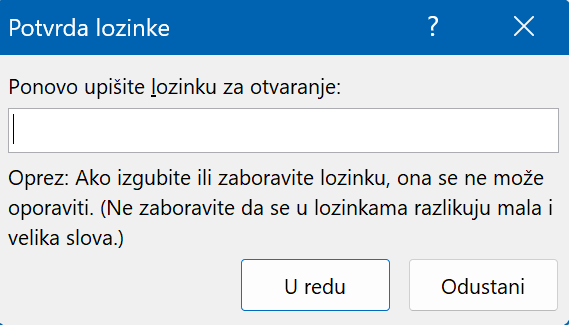 Potvrda lozinke ?
Ponovo upišite lozinku za otvaranje:
Oprez: Ako izgubite ili zaboravite lozinku, ona se ne može
oporaviti. (Ne zaboravite da se u lozinkama razlikuju mala i
velika slova.)
U redu Odustani